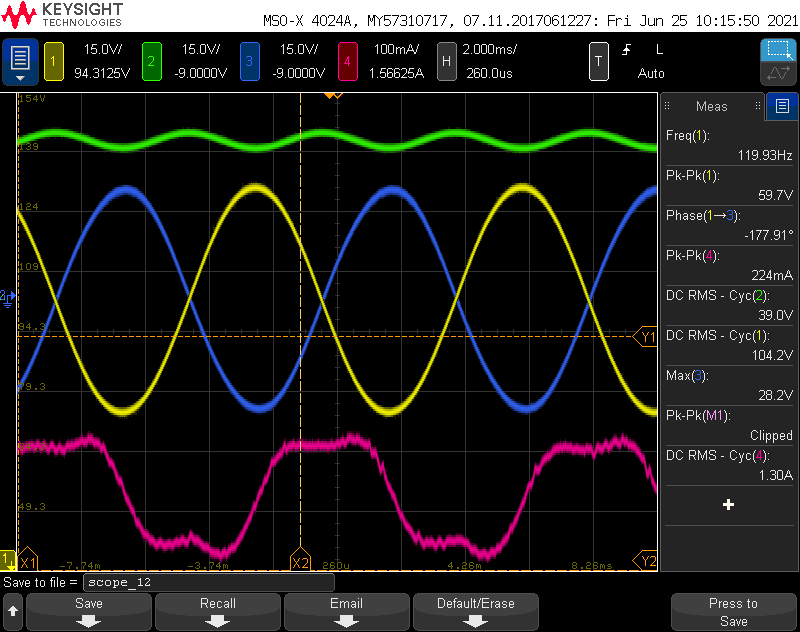 KEYSIGHT
TECHNOLOGIES
MSO-X 4024A, MY57310717, 07.11.2017061227: Fri Jun 25 10:15:50 2021
1 15.0V/ 2 15.0V/ 3 15.0V/ 4 100mA/ H 2.000ms/ T L
94.3125V -9.0000V -9.0000V 1.56625A 260.0us Auto
154V
139
124
109
94.3
79.3
49.3
Y1
Y2
X1 X2
-7.74m -3.74m 260u 4.26m 8.26ms
Meas
Freq(1):
119.93Hz
Pk-Pk(1):
59.7V
Phase(1→3):
-177.91°
Pk-Pk(4):
224mA
DC RMS - Cyc(2):
39.0V
DC RMS - Cyc(1):
104.2V
Max(3):
28.2V
Pk-Pk(M1):
Clipped
DC RMS - Cyc(4):
1.30A
Save to file = scope_12
Save Recall Email Default/Erase Press to
Save